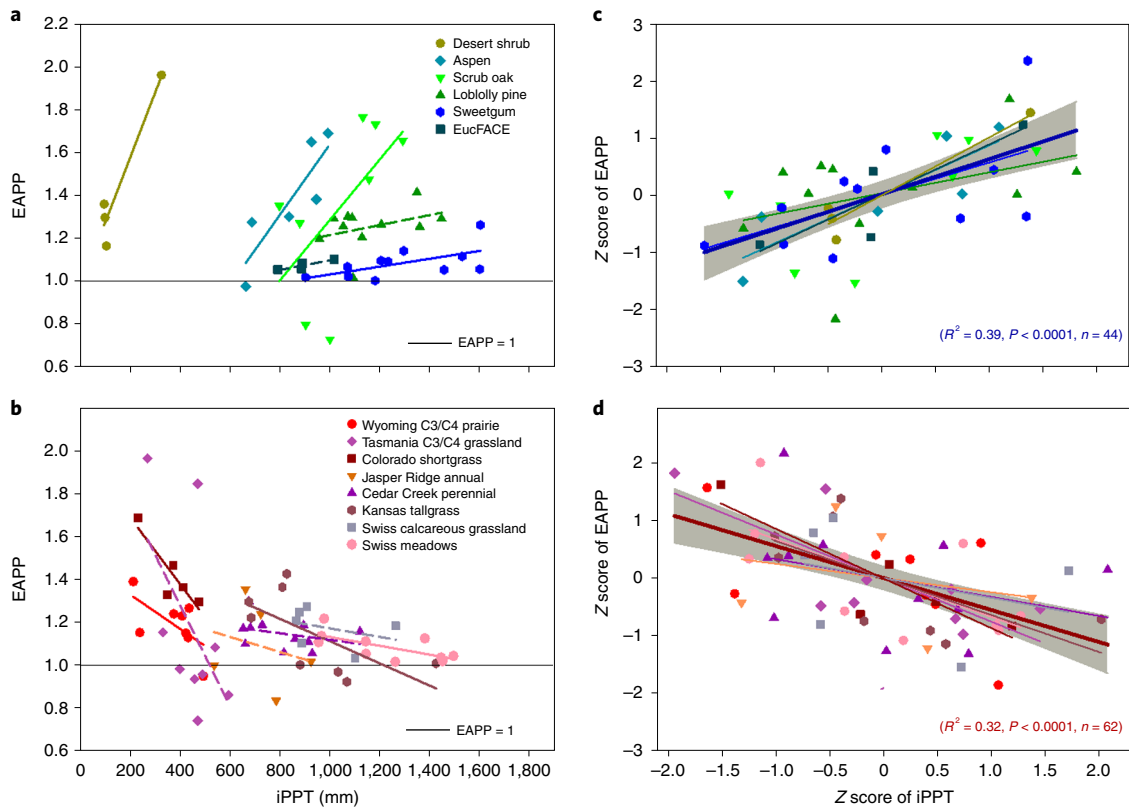 a
2.2
2.0
1.8
1.6
1.4
1.2
1.0
0.8
0.6
EAPP
Desert shrub
Aspen
Scrub oak
Loblolly pine
Sweetgum
EucFACE
EAPP = 1
c
3
2
1
0
–1
–2
–3
Z score of EAPP
(R² = 0.39, P < 0.0001, n = 44)
b
2.0
1.8
1.6
1.4
1.2
1.0
0.8
0.6
EAPP
Wyoming C3/C4 prairie
Tasmania C3/C4 grassland
Colorado shortgrass
Jasper Ridge annual
Cedar Creek perennial
Kansas tallgrass
Swiss calcareous grassland
Swiss meadows
EAPP = 1
0 200 400 600 800 1,000 1,200 1,400 1,600 1,800
iPPT (mm)
d
2
1
0
–1
–2
–3
Z score of EAPP
(R² = 0.32, P < 0.0001, n = 62)
–2.0 –1.5 –1.0 –0.5 0 0.5 1.0 1.5 2.0
Z score of iPPT